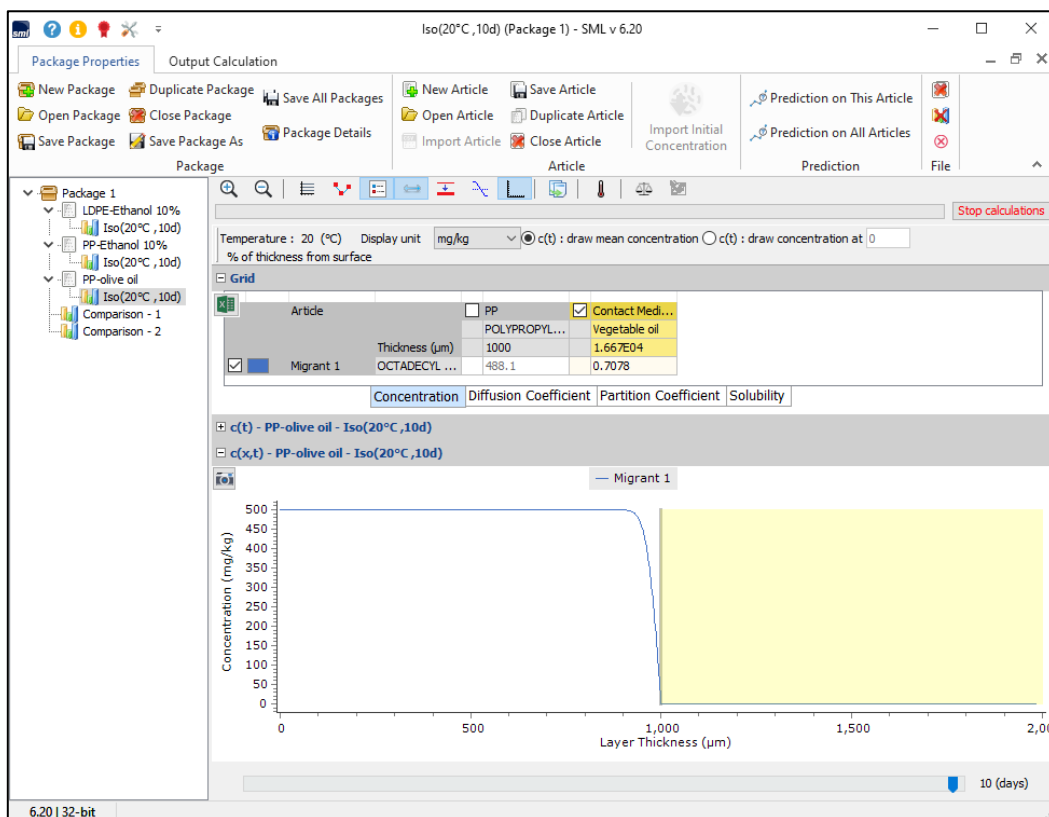 sml
Iso(20°C ,10d) (Package 1) - SML v 6.20
Package Properties Output Calculation
New Package Duplicate Package Save All Packages
Open Package Close Package Package Details
Save Package Save Package As
Package
New Article Save Article
Open Article Duplicate Article
Import Article Close Article
Import Initial
Concentration
Article
Prediction on This Article
Prediction on All Articles
Prediction
File
Package 1
LDPE-Ethanol 10%
Iso(20°C ,10d)
PP-Ethanol 10%
Iso(20°C ,10d)
PP-olive oil
Iso(20°C ,10d)
Comparison - 1
Comparison - 2
Stop calculations
Temperature : 20 (°C) Display unit mg/kg c(t) : draw mean concentration c(t) : draw concentration at 0
% of thickness from surface
Grid
Article PP Contact Medi...
POLYPROPYL... Vegetable oil
Thickness (µm) 1000 1.667E04
Migrant 1 OCTADECYL ... 488.1 0.7078
Concentration Diffusion Coefficient Partition Coefficient Solubility
c(t) - PP-olive oil - Iso(20°C ,10d)
c(x,t) - PP-olive oil - Iso(20°C ,10d)
Migrant 1
Concentration (mg/kg)
500
450
400
350
300
250
200
150
100
50
0
0 500 1,000 1,500 2,00
Layer Thickness (µm)
10 (days)
6.20 | 32-bit